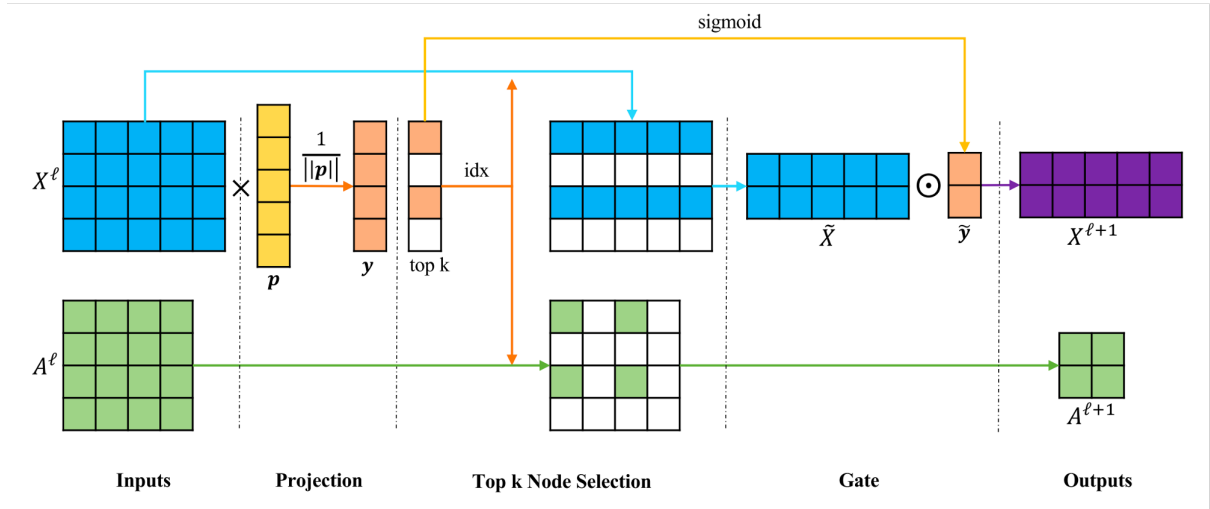 sigmoid
X^ℓ
×
1
||p||
idx
⊙
p
y
top k
X̃
ỹ
X^{ℓ+1}
A^ℓ
A^{ℓ+1}
Inputs
Projection
Top k Node Selection
Gate
Outputs